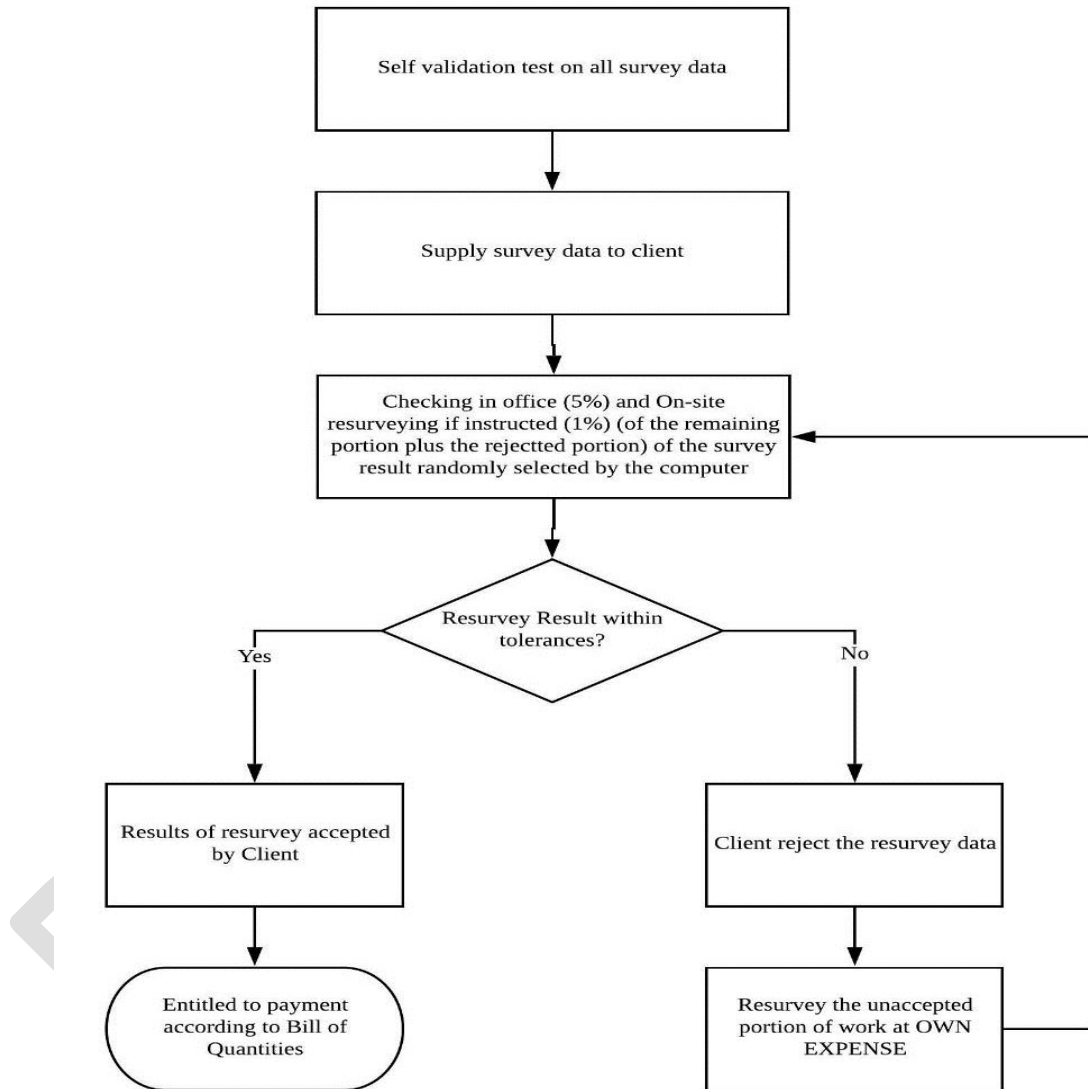 Self validation test on all survey data
Supply survey data to client
Checking in office (5%) and On-site
resurveying if instructed (1%) (of the remaining
portion plus the rejectted portion) of the survey
result randomly selected by the computer
Resurvey Result within
tolerances?
Yes
No
Results of resurvey accepted
by Client
Client reject the resurvey data
Entitled to payment
according to Bill of
Quantities
Resurvey the unaccepted
portion of work at OWN
EXPENSE